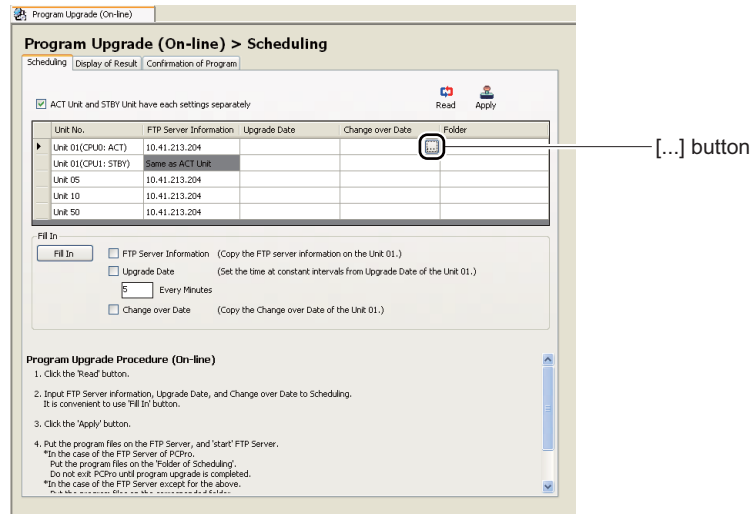 Program Upgrade (On-line)
Program Upgrade (On-line) > Scheduling
Scheduling Display of Result Confirmation of Program
ACT Unit and STBY Unit have each settings separately
Read Apply
Unit No. FTP Server Information Upgrade Date Change over Date Folder
Unit 01(CPU0: ACT) 10.41.213.204 ...
[...] button
Unit 01(CPU1: STBY) Same as ACT Unit
Unit 05 10.41.213.204
Unit 10 10.41.213.204
Unit 50 10.41.213.204
Fill In
Fill In FTP Server Information (Copy the FTP server information on the Unit 01.)
Upgrade Date (Set the time at constant intervals from Upgrade Date of the Unit 01.)
5 Every Minutes
Change over Date (Copy the Change over Date of the Unit 01.)
Program Upgrade Procedure (On-line)
1. Click the 'Read' button.
2. Input FTP Server information, Upgrade Date, and Change over Date to Scheduling.
It is convenient to use 'Fill In' button.
3. Click the 'Apply' button.
4. Put the program files on the FTP Server, and 'start' FTP Server.
*In the case of the FTP Server of PCPro.
Put the program files on the 'Folder of Scheduling'.
Do not exit PCPro until program upgrade is completed.
*In the case of the FTP Server except for the above.
Put the program files on the corresponded folder.